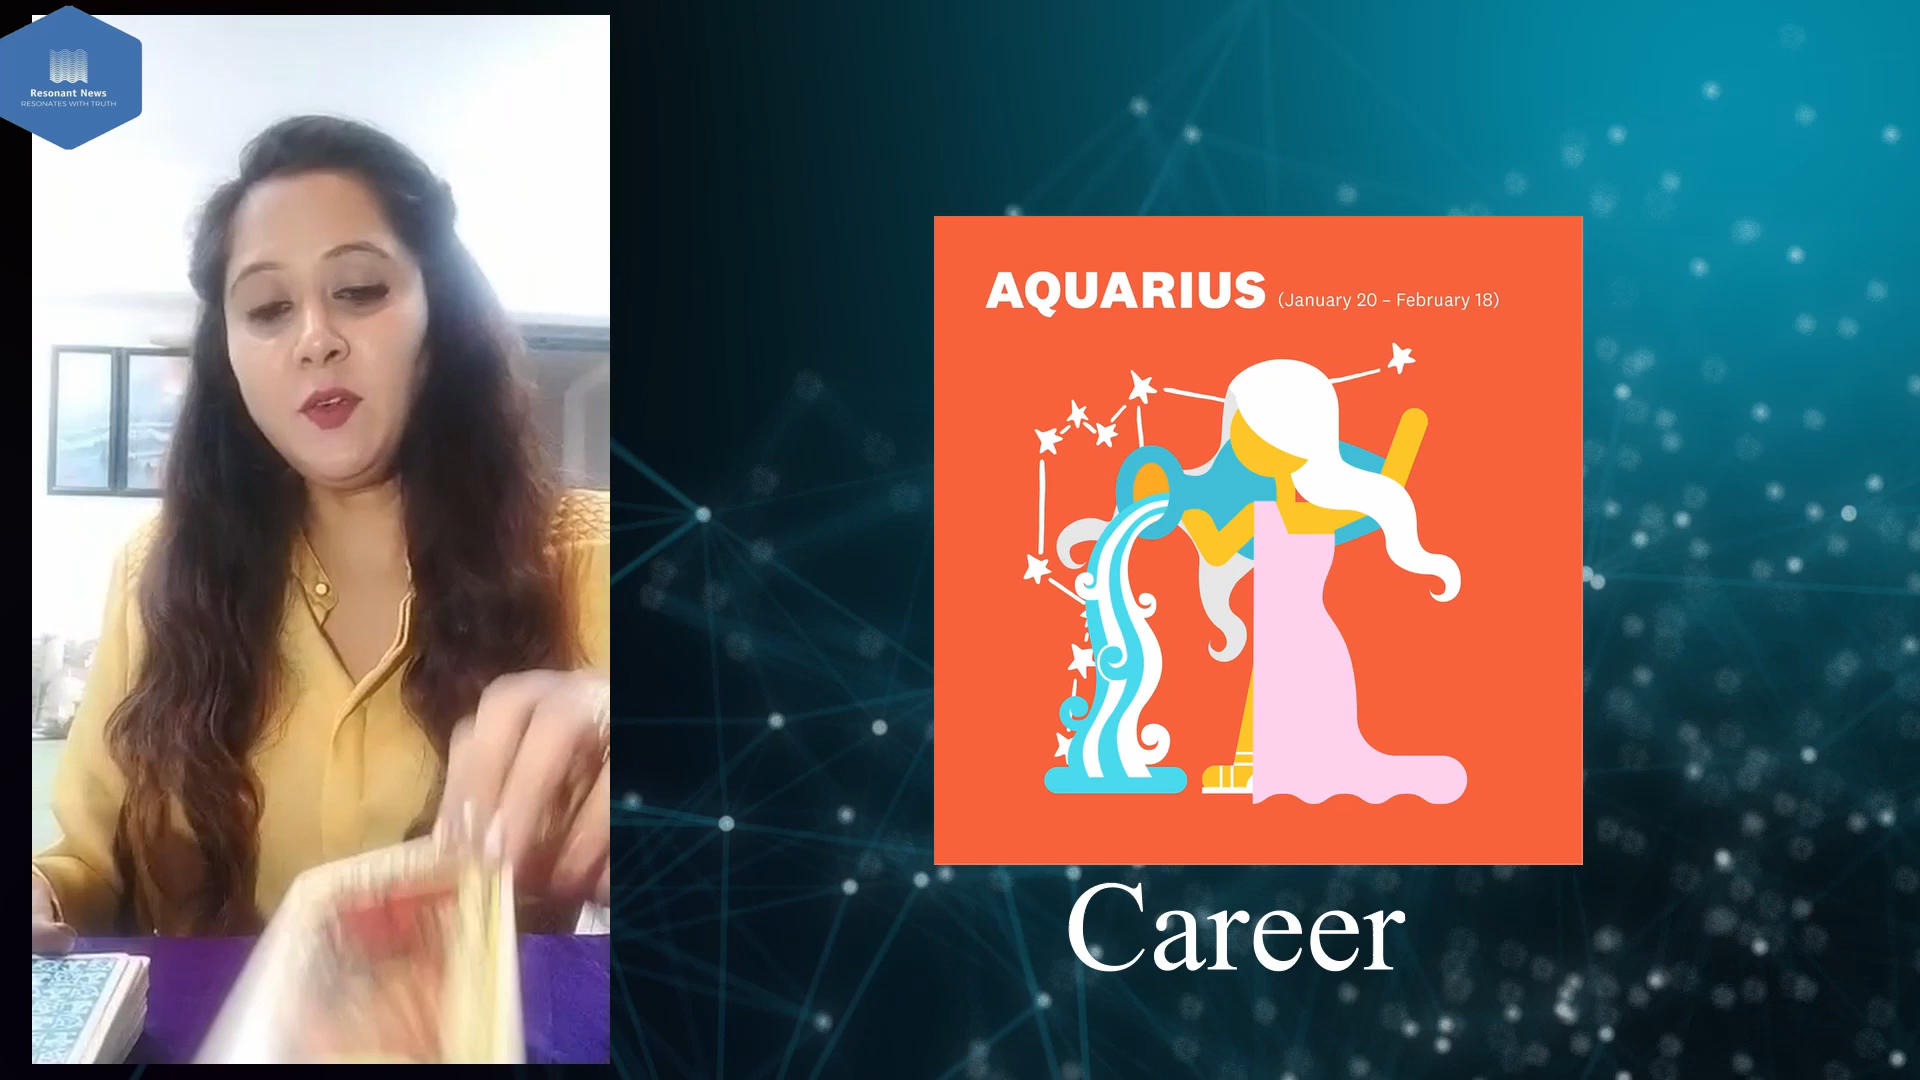 Resonant News
RESONATES WITH TRUTH
AQUARIUS (January 20 – February 18)
Career